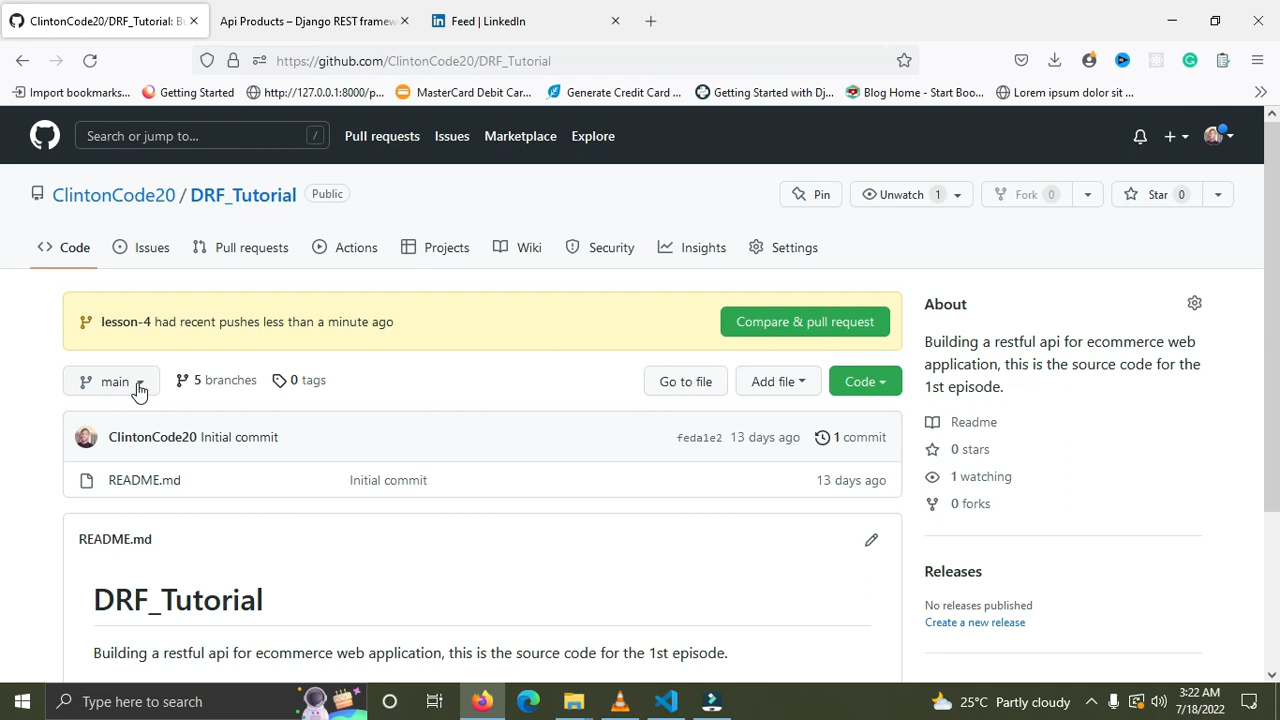 ClintonCode20/DRF_Tutorial: Bu
Api Products – Django REST framew
Feed | LinkedIn
https://github.com/ClintonCode20/DRF_Tutorial
Import bookmarks...
Getting Started
http://127.0.0.1:8000/p...
MasterCard Debit Car...
Generate Credit Card ...
Getting Started with Dj...
Blog Home - Start Boo...
Lorem ipsum dolor sit ...
Search or jump to...
/
Pull requests
Issues
Marketplace
Explore
ClintonCode20 / DRF_Tutorial
Public
Pin
Unwatch 1
Fork 0
Star 0
Code
Issues
Pull requests
Actions
Projects
Wiki
Security
Insights
Settings
lesson-4 had recent pushes less than a minute ago
Compare & pull request
main
5 branches
0 tags
Go to file
Add file
Code
ClintonCode20 Initial commit
feda1e2 13 days ago
1 commit
README.md
Initial commit
13 days ago
README.md
DRF_Tutorial
Building a restful api for ecommerce web application, this is the source code for the 1st episode.
About
Building a restful api for ecommerce web
application, this is the source Code for the
1st episode.
Readme
0 stars
1 watching
0 forks
Releases
No releases published
Create a new release
Type here to search
25°C Partly cloudy
3:22 AM
7/18/2022